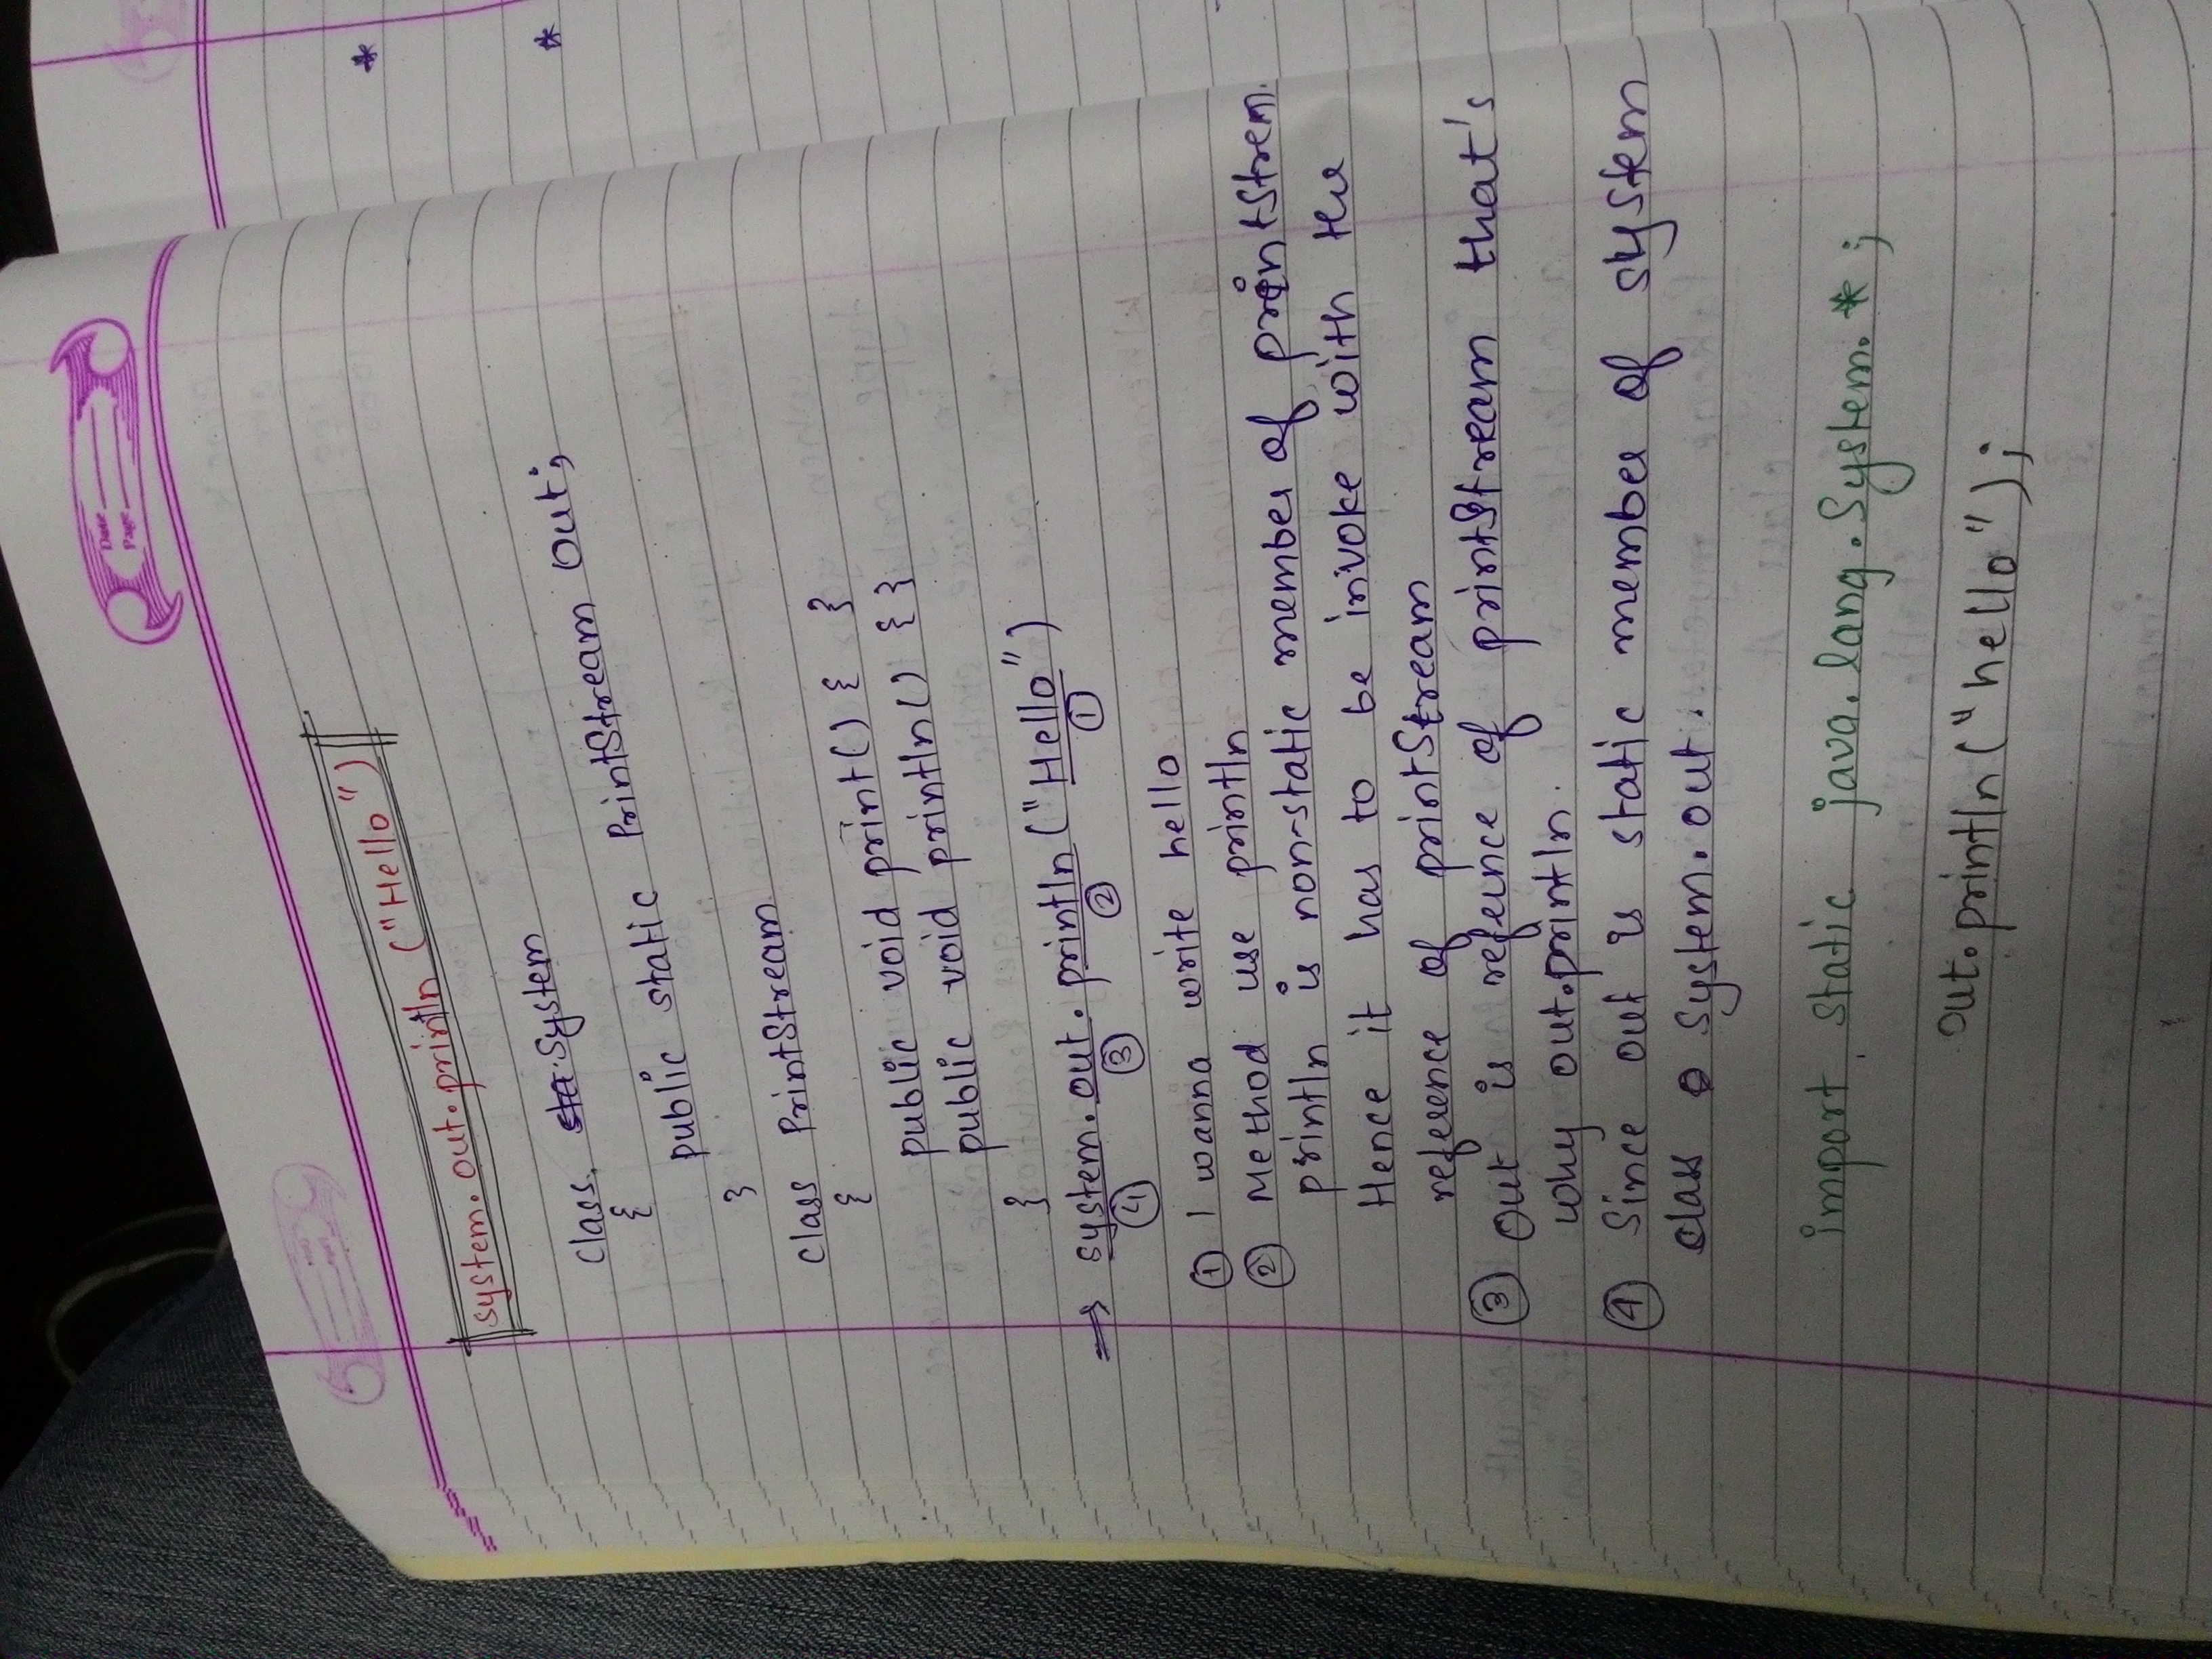 Date
Page
system.out.println ("Hello")
Class System
{
public static PrintStream Out;
}
class PrintStream
{
public void print() { }
public void println() { }
}
⇒ system.out.println ("Hello")
④ ③ ② ①
① I wanna write hello
② Method use println
println is non-static member of printStrem.
Hence it has to be invoke with the
reference of printStream
③ out is refeince of printStream that's
why out.println.
④ Since out is static member of system
class system.out.
import static java.lang.System.*;
out.println("hello");
*
*